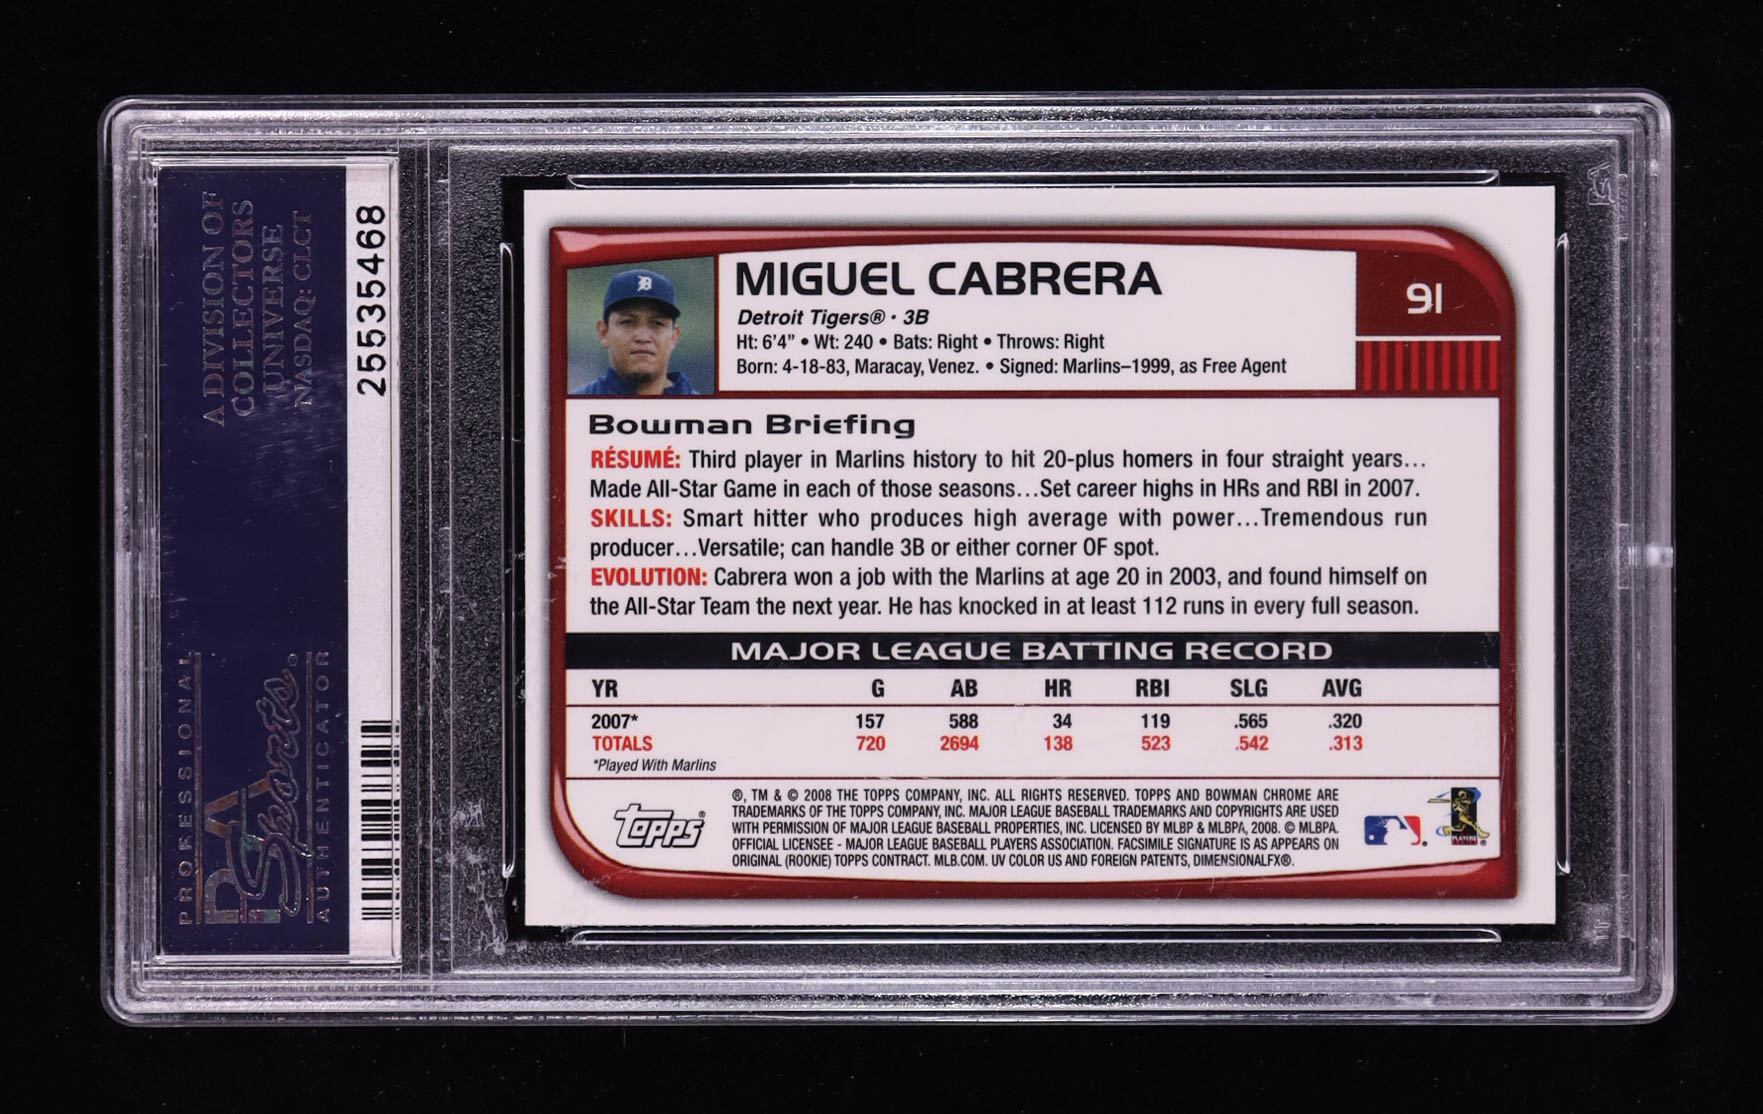 A DIVISION OF
COLLECTORS
UNIVERSE
NASDAQ: CLCT
25535468
PROFESSIONAL
PSA
Sports®
AUTHENTICATOR
MIGUEL CABRERA
Detroit Tigers® • 3B
Ht: 6'4" • Wt: 240 • Bats: Right • Throws: Right
Born: 4-18-83, Maracay, Venez. • Signed: Marlins–1999, as Free Agent
91
Bowman Briefing
RÉSUMÉ: Third player in Marlins history to hit 20-plus homers in four straight years...
Made All-Star Game in each of those seasons...Set career highs in HRs and RBI in 2007.
SKILLS: Smart hitter who produces high average with power...Tremendous run
producer...Versatile; can handle 3B or either corner OF spot.
EVOLUTION: Cabrera won a job with the Marlins at age 20 in 2003, and found himself on
the All-Star Team the next year. He has knocked in at least 112 runs in every full season.
MAJOR LEAGUE BATTING RECORD
YR G AB HR RBI SLG AVG
2007* 157 588 34 119 .565 .320
TOTALS 720 2694 138 523 .542 .313
*Played With Marlins
Topps®
®, TM & © 2008 THE TOPPS COMPANY, INC. ALL RIGHTS RESERVED. TOPPS AND BOWMAN CHROME ARE
TRADEMARKS OF THE TOPPS COMPANY, INC. MAJOR LEAGUE BASEBALL TRADEMARKS AND COPYRIGHTS ARE USED
WITH PERMISSION OF MAJOR LEAGUE BASEBALL PROPERTIES, INC. LICENSED BY MLBP & MLBPA, 2008. © MLBPA.
OFFICIAL LICENSEE - MAJOR LEAGUE BASEBALL PLAYERS ASSOCIATION. FACSIMILE SIGNATURE IS AS APPEARS ON
ORIGINAL (ROOKIE) TOPPS CONTRACT. MLB.COM. UV COLOR US AND FOREIGN PATENTS, DIMENSIONALFX®.
PLAYERS